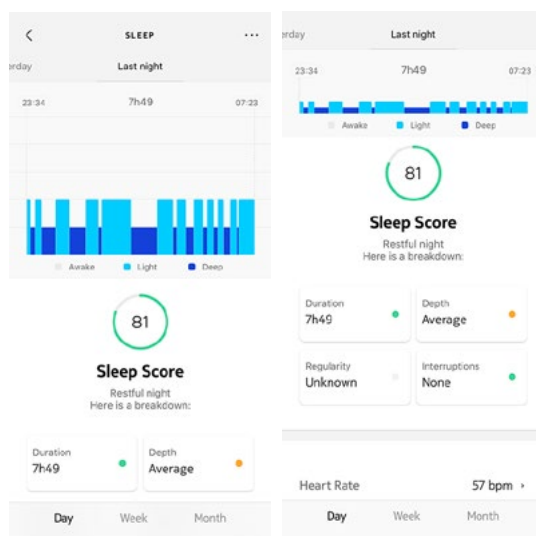 SLEEP
erday Last night
23:34 7h49 07:23
Awake Light Deep
81
Sleep Score
Restful night
Here is a breakdown:
Duration
7h49
Depth
Average
Day Week Month
erday Last night
23:34 7h49 07:23
Awake Light Deep
81
Sleep Score
Restful night
Here is a breakdown:
Duration
7h49
Depth
Average
Regularity
Unknown
Interruptions
None
Heart Rate 57 bpm
Day Week Month